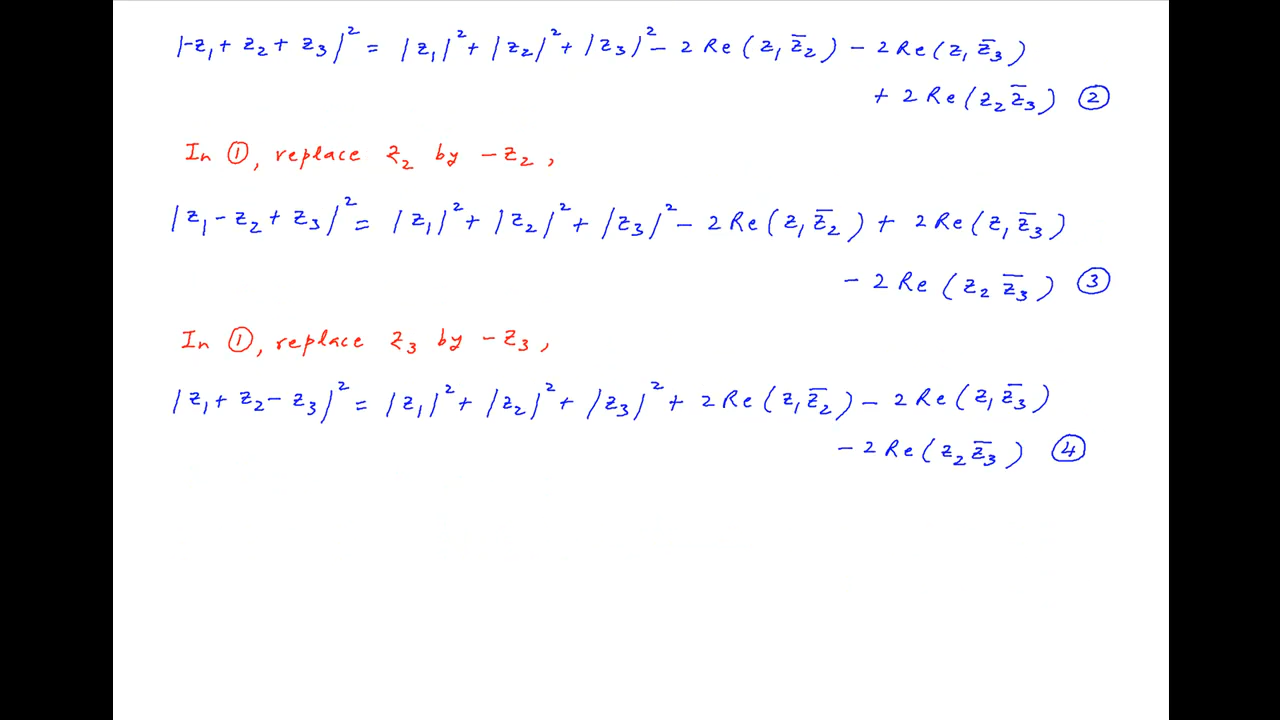 |-z₁ + z₂ + z₃|² = |z₁|² + |z₂|² + |z₃|² - 2 Re(z₁z̄₂) - 2 Re(z₁z̄₃)
+ 2 Re(z₂z̄₃) ②
In ①, replace z₂ by -z₂,
|z₁ - z₂ + z₃|² = |z₁|² + |z₂|² + |z₃|² - 2 Re(z₁z̄₂) + 2 Re(z₁z̄₃)
- 2 Re(z₂z̄₃) ③
In ①, replace z₃ by -z₃,
|z₁ + z₂ - z₃|² = |z₁|² + |z₂|² + |z₃|² + 2 Re(z₁z̄₂) - 2 Re(z₁z̄₃)
- 2 Re(z₂z̄₃) ④